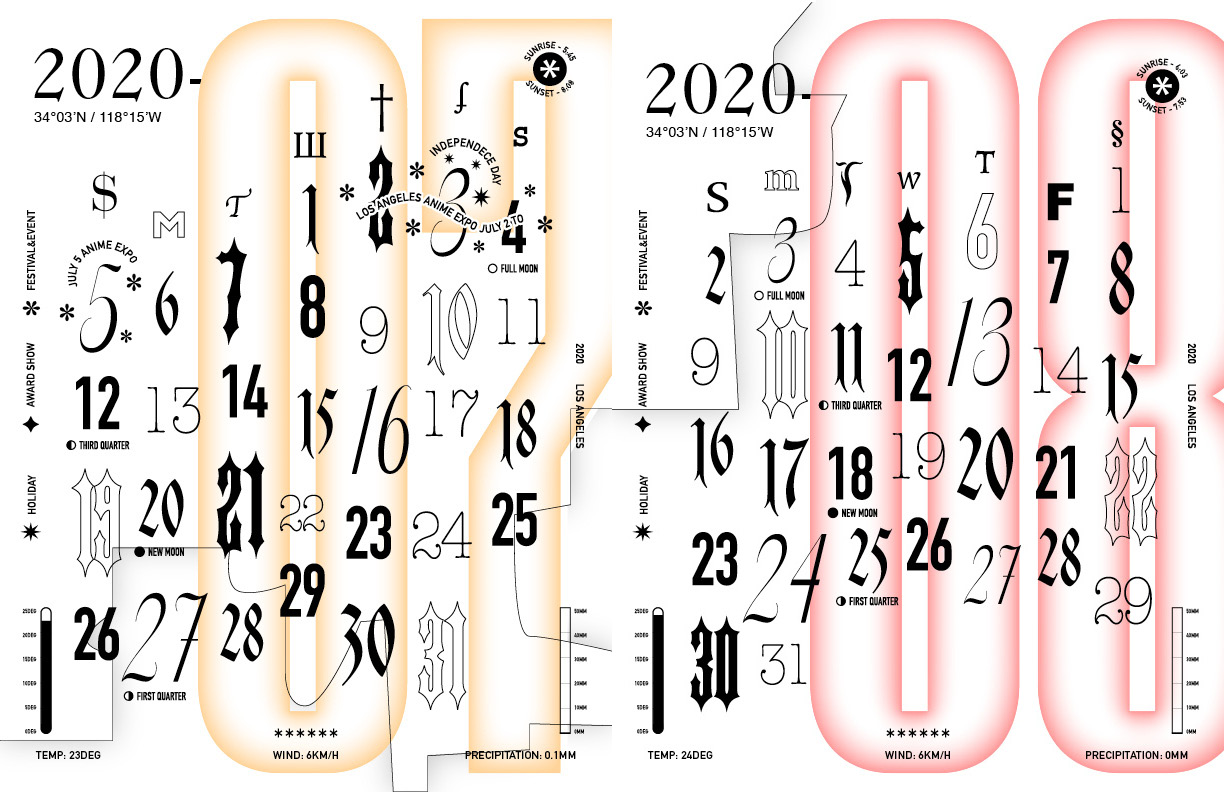 2020-07
34°03'N / 118°15'W
SUNRISE - 5:45
SUNSET - 8:08
$ M T Ш † ƒ S
1 2 3 4
INDEPENDECE DAY
LOS ANGELES ANIME EXPO JULY 2 TO
JULY 5 ANIME EXPO
FULL MOON
5 6 7 8 9 10 11
12 13 14 15 16 17 18
THIRD QUARTER
19 20 21 22 23 24 25
NEW MOON
26 27 28 29 30 31
FIRST QUARTER
FESTIVAL&EVENT
AWARD SHOW
HOLIDAY
2020 LOS ANGELES
25DEG
20DEG
15DEG
10DEG
5DEG
0DEG
50MM
40MM
30MM
20MM
10MM
0MM
TEMP: 23DEG
WIND: 6KM/H
PRECIPITATION: 0.1MM
2020-08
34°03'N / 118°15'W
SUNRISE - 6:03
SUNSET - 7:53
S m T w T F §
1
2 3 4 5 6 7 8
FULL MOON
9 10 11 12 13 14 15
THIRD QUARTER
16 17 18 19 20 21 22
NEW MOON
23 24 25 26 27 28 29
FIRST QUARTER
30 31
FESTIVAL&EVENT
AWARD SHOW
HOLIDAY
2020 LOS ANGELES
25DEG
20DEG
15DEG
10DEG
5DEG
0DEG
50MM
40MM
30MM
20MM
10MM
0MM
TEMP: 24DEG
WIND: 6KM/H
PRECIPITATION: 0MM